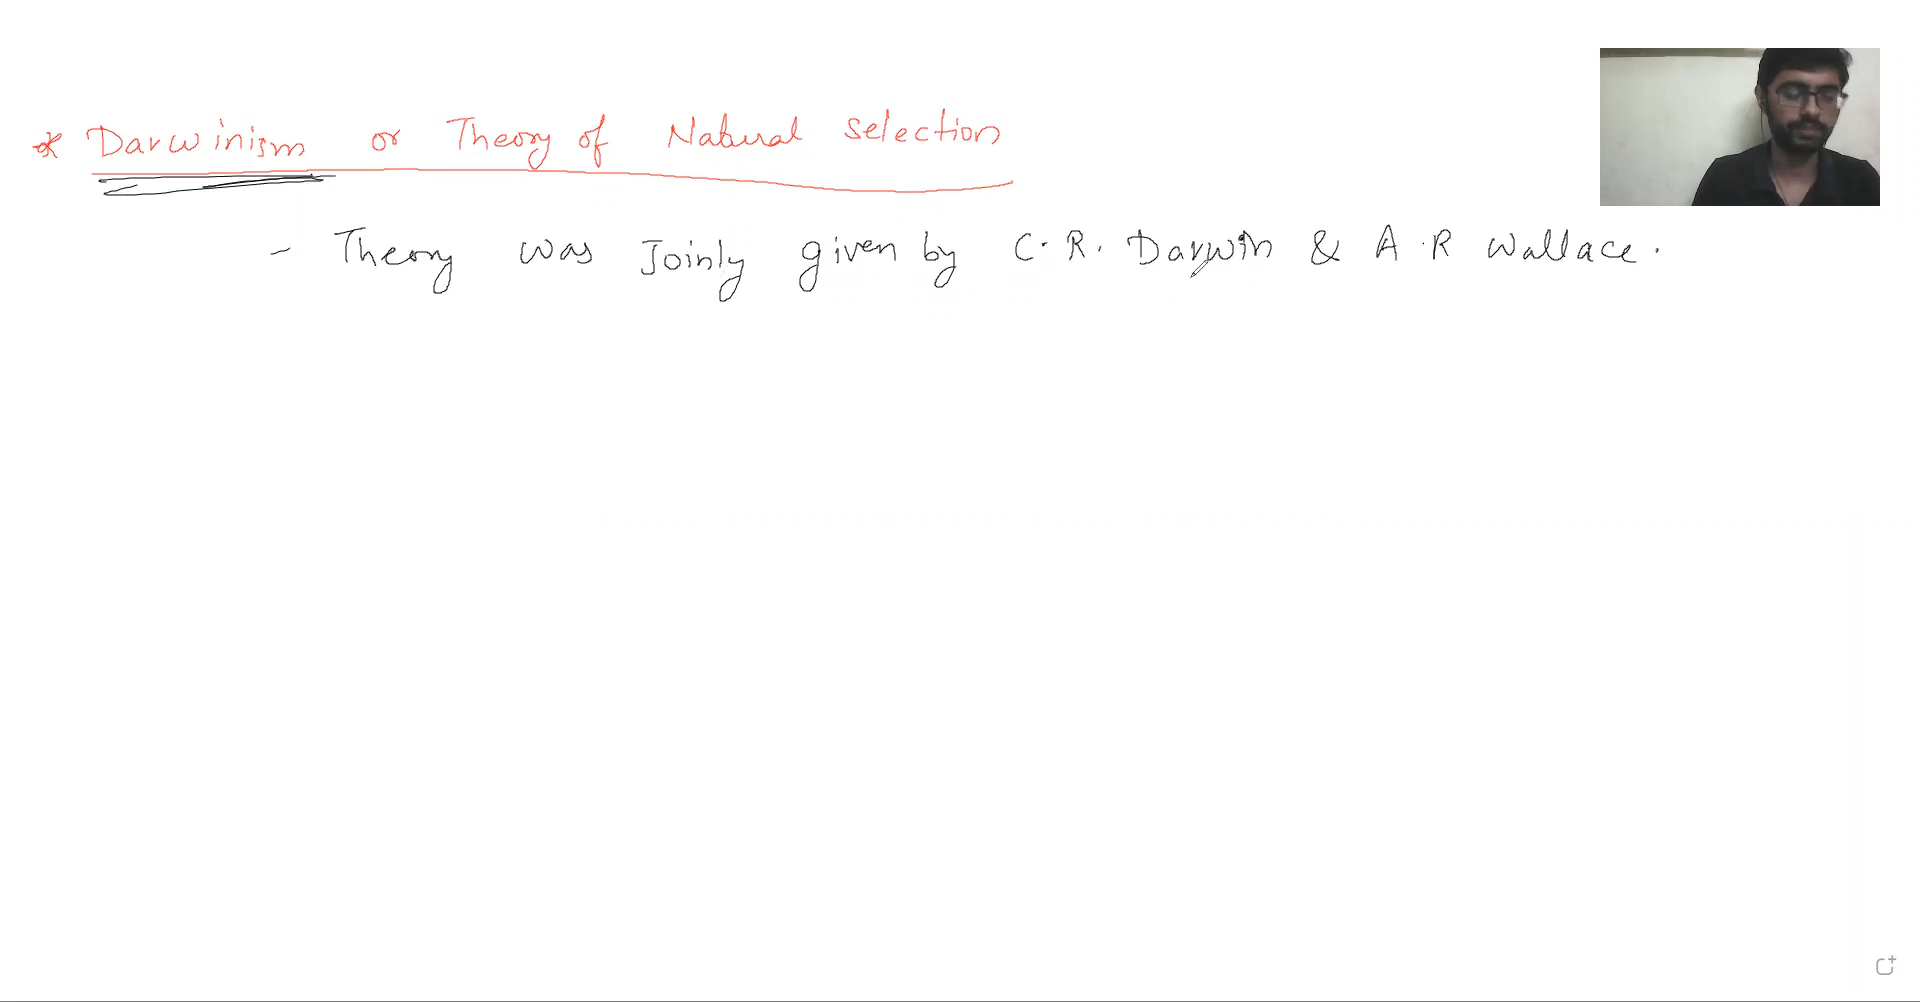 * Darwinism or Theory of Natural Selection
- Theory was Joinly given by C. R. Darwin & A . R Wallace .